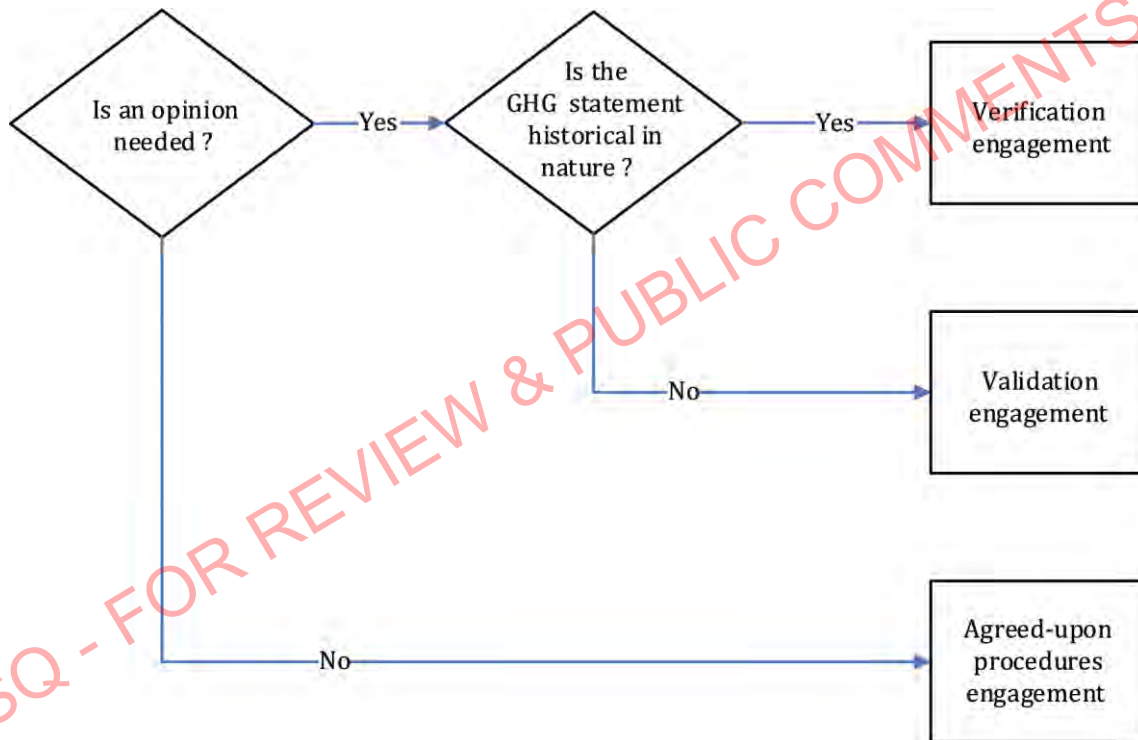 Is an opinion
needed ?
Yes
Is the
GHG statement
historical in
nature ?
Yes
Verification
engagement
No
Validation
engagement
No
Agreed-upon
procedures
engagement
SQ - FOR REVIEW & PUBLIC COMMENTS